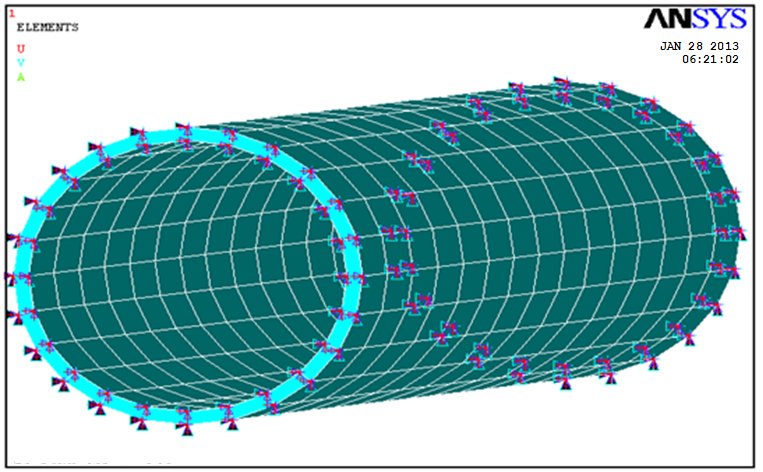 1
ELEMENTS
U
V
A
ANSYS
JAN 28 2013
06:21:02